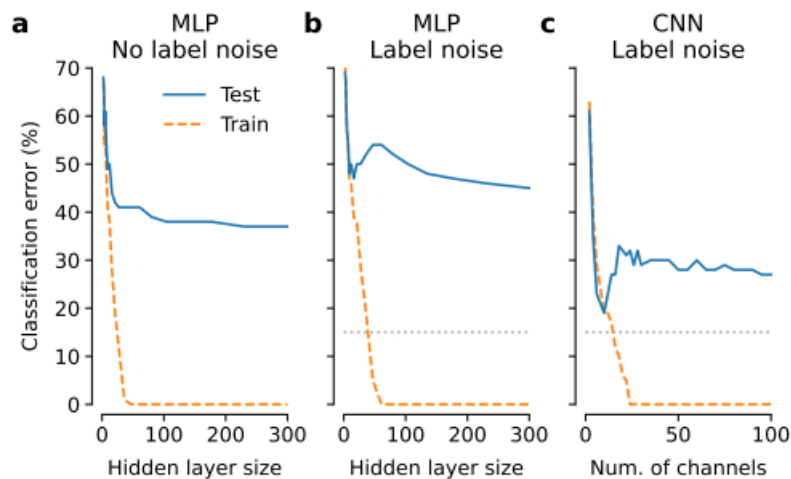 a
MLP
No label noise
b
MLP
Label noise
c
CNN
Label noise
Classification error (%)
70
60
50
40
30
20
10
0
Test
Train
0 100 200 300
Hidden layer size
0 100 200 300
Hidden layer size
0 50 100
Num. of channels